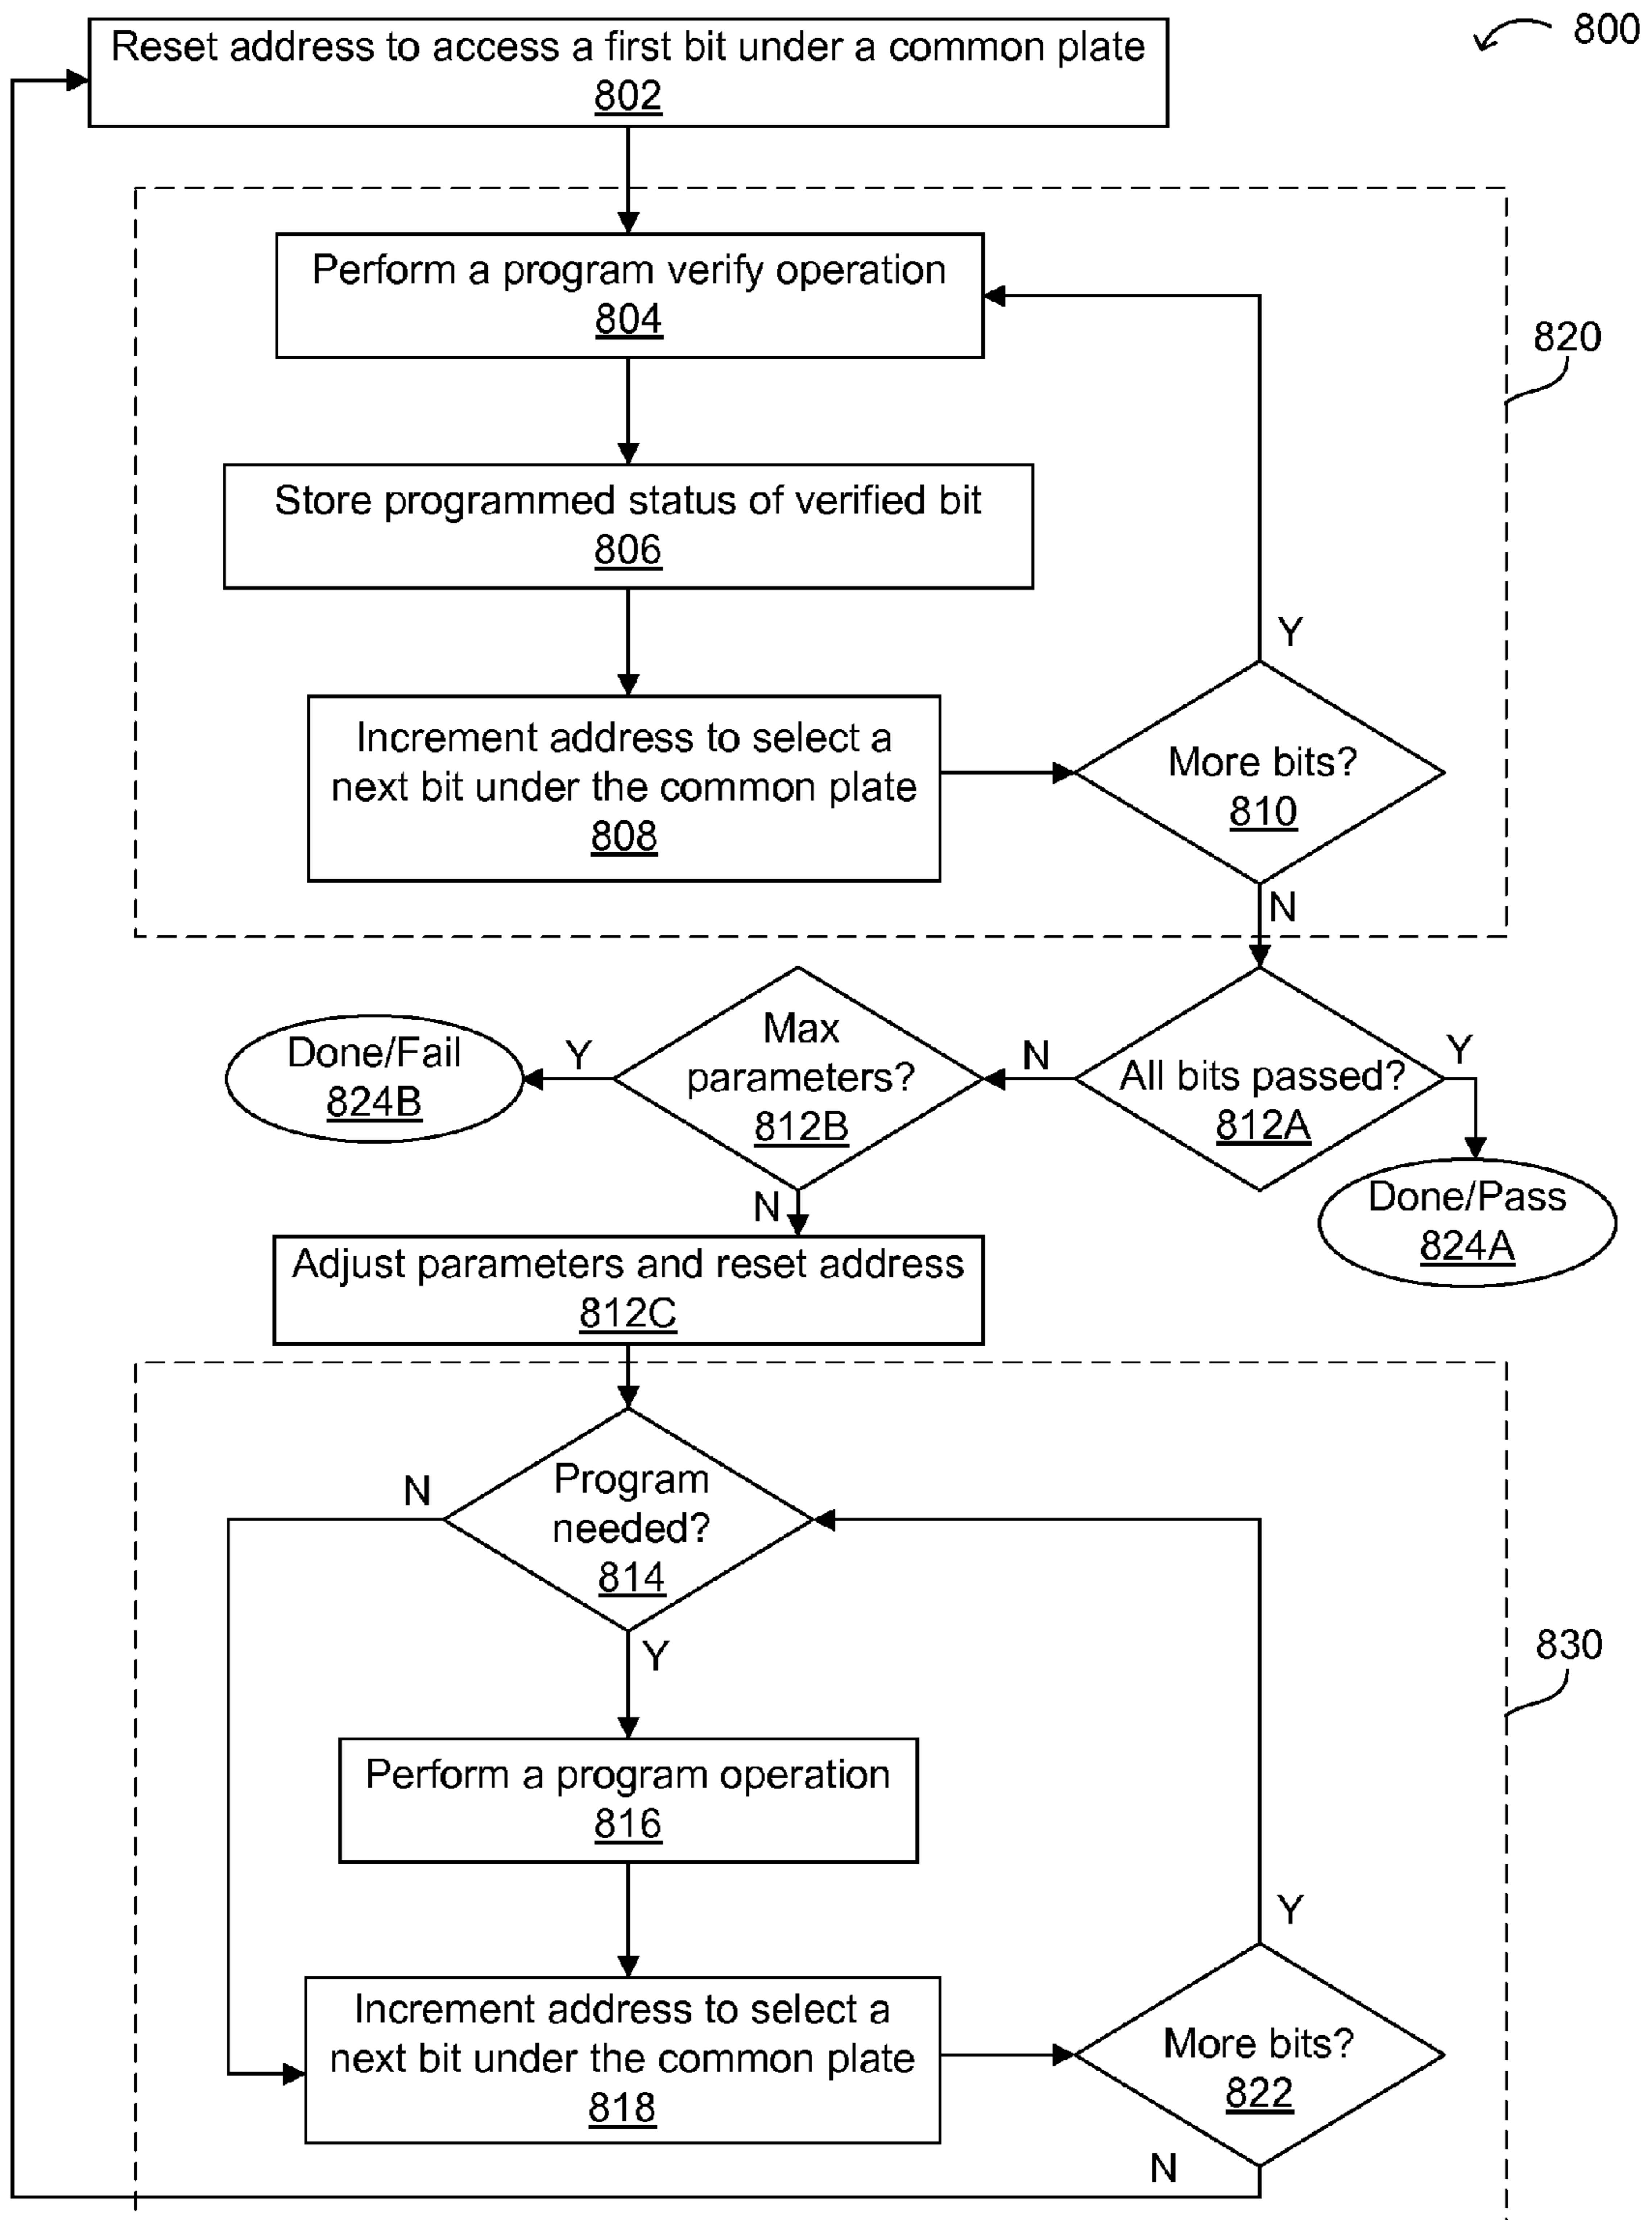 800
Reset address to access a first bit under a common plate
802
Perform a program verify operation
804
820
Store programmed status of verified bit
806
Y
Increment address to select a
next bit under the common plate
808
More bits?
810
N
Max
parameters?
812B
Done/Fail
824B
Y
N
All bits passed?
812A
Y
Done/Pass
824A
N
Adjust parameters and reset address
812C
Program
needed?
814
N
Y
830
Perform a program operation
816
Y
Increment address to select a
next bit under the common plate
818
More bits?
822
N